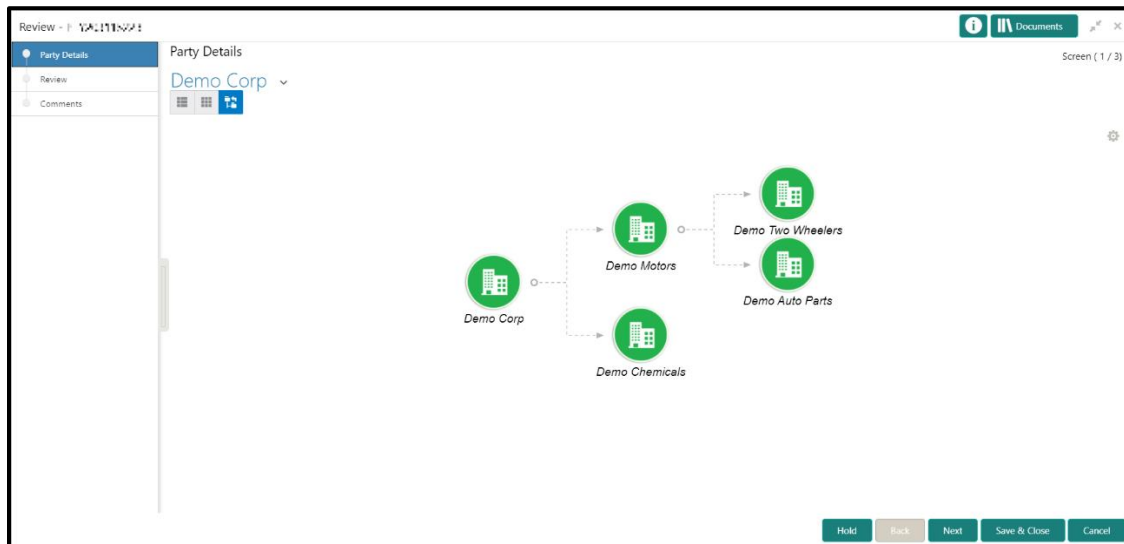 Review -
Documents
Party Details
Review
Comments
Party Details
Screen ( 1 / 3)
Demo Corp
Demo Two Wheelers
Demo Motors
Demo Auto Parts
Demo Corp
Demo Chemicals
Hold
Back
Next
Save & Close
Cancel